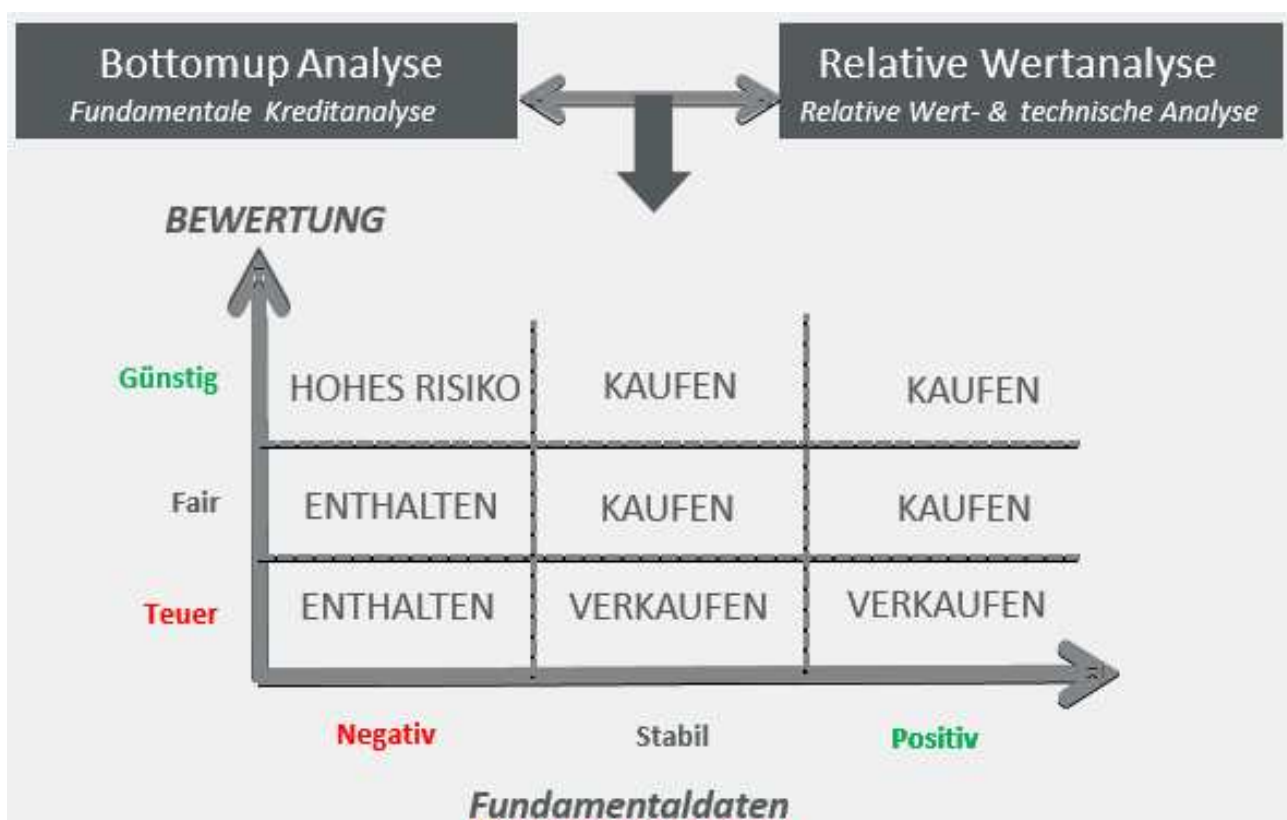 Bottomup Analyse
Fundamentale Kreditanalyse
Relative Wertanalyse
Relative Wert- & technische Analyse
BEWERTUNG
Günstig
HOHES RISIKO
KAUFEN
KAUFEN
Fair
ENTHALTEN
KAUFEN
KAUFEN
Teuer
ENTHALTEN
VERKAUFEN
VERKAUFEN
Negativ
Stabil
Positiv
Fundamentaldaten